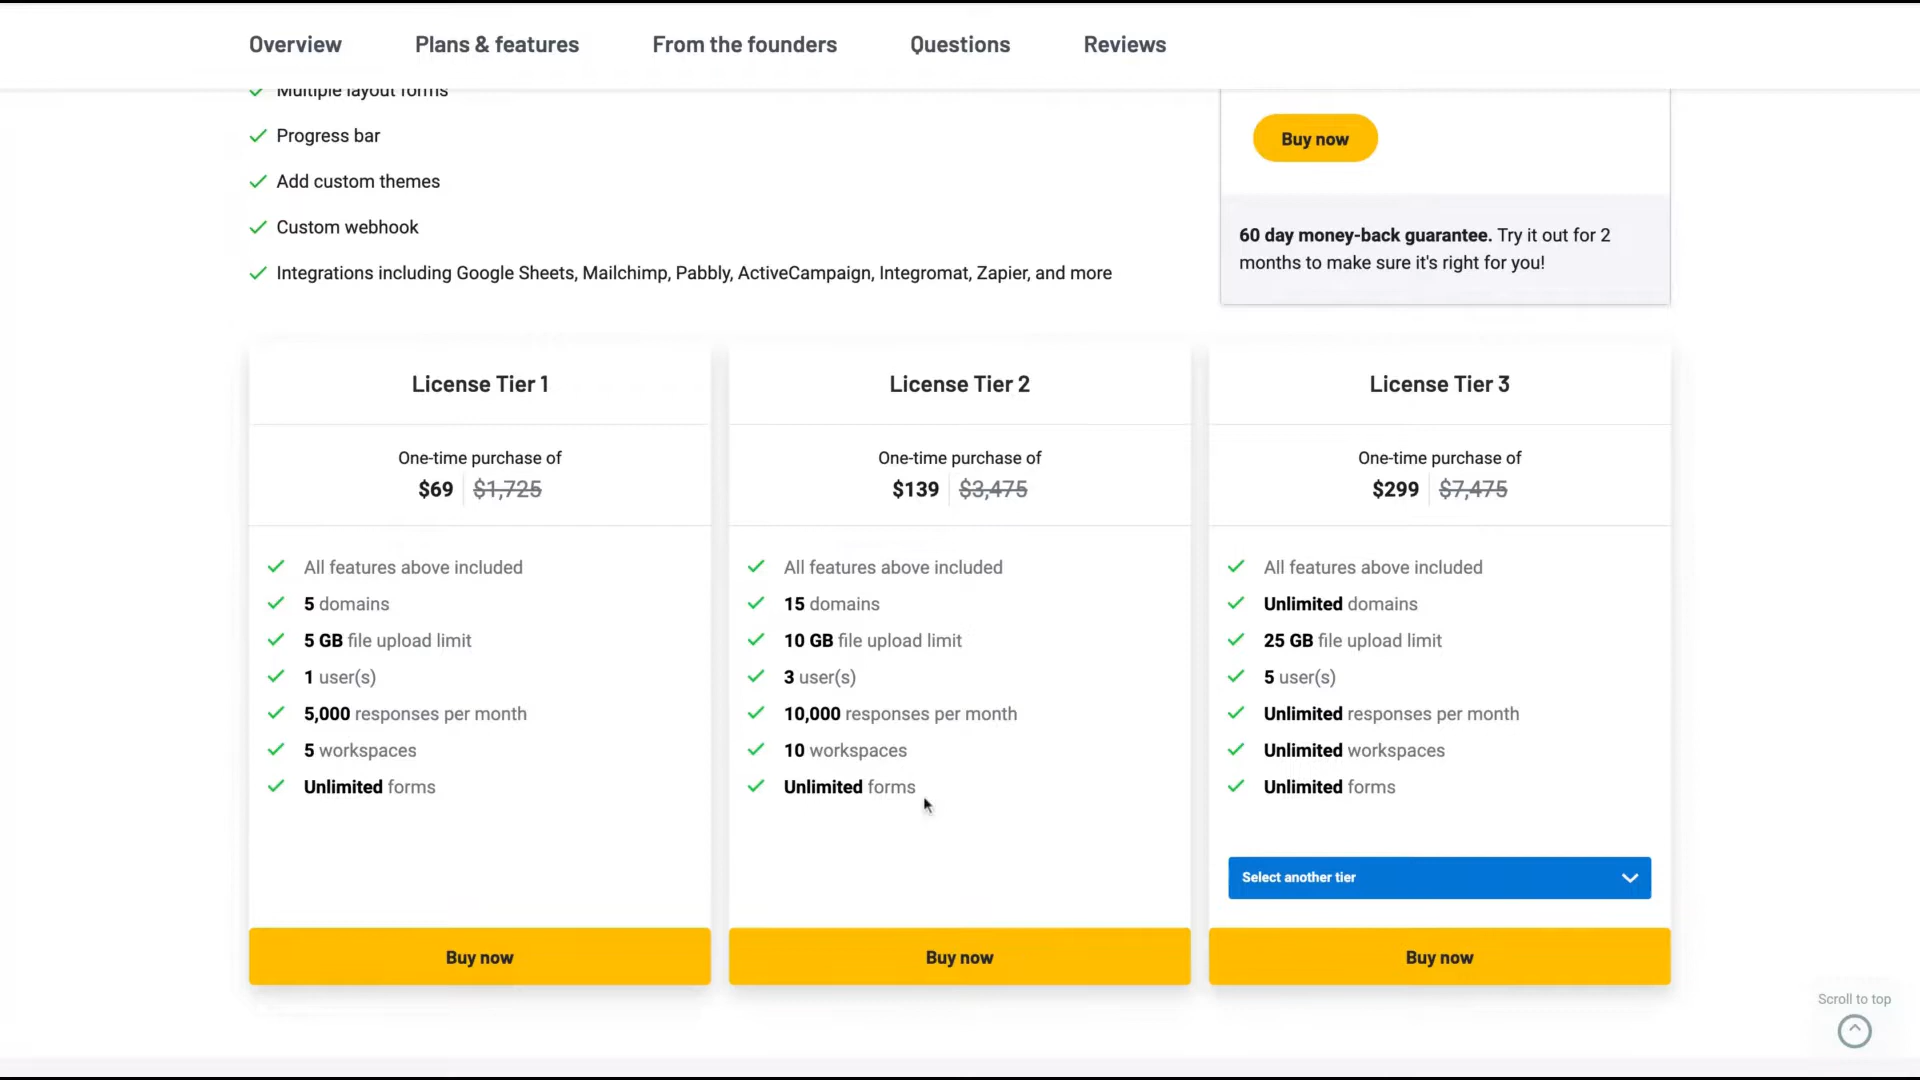 Overview Plans & features From the founders Questions Reviews
Multiple layout forms
Progress bar
Add custom themes
Custom webhook
Integrations including Google Sheets, Mailchimp, Pabbly, ActiveCampaign, Integromat, Zapier, and more
Buy now
60 day money-back guarantee. Try it out for 2
months to make sure it's right for you!
License Tier 1
One-time purchase of
$69 $1,725
All features above included
5 domains
5 GB file upload limit
1 user(s)
5,000 responses per month
5 workspaces
Unlimited forms
Buy now
License Tier 2
One-time purchase of
$139 $3,475
All features above included
15 domains
10 GB file upload limit
3 user(s)
10,000 responses per month
10 workspaces
Unlimited forms
Buy now
License Tier 3
One-time purchase of
$299 $7,475
All features above included
Unlimited domains
25 GB file upload limit
5 user(s)
Unlimited responses per month
Unlimited workspaces
Unlimited forms
Select another tier
Buy now
Scroll to top